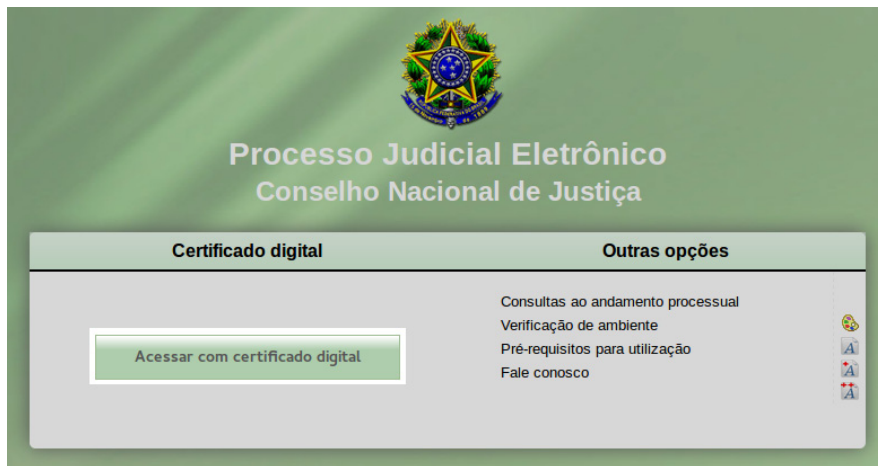 Processo Judicial Eletrônico
Conselho Nacional de Justiça
Certificado digital
Outras opções
Acessar com certificado digital
Consultas ao andamento processual
Verificação de ambiente
Pré-requisitos para utilização
Fale conosco
A
A
A